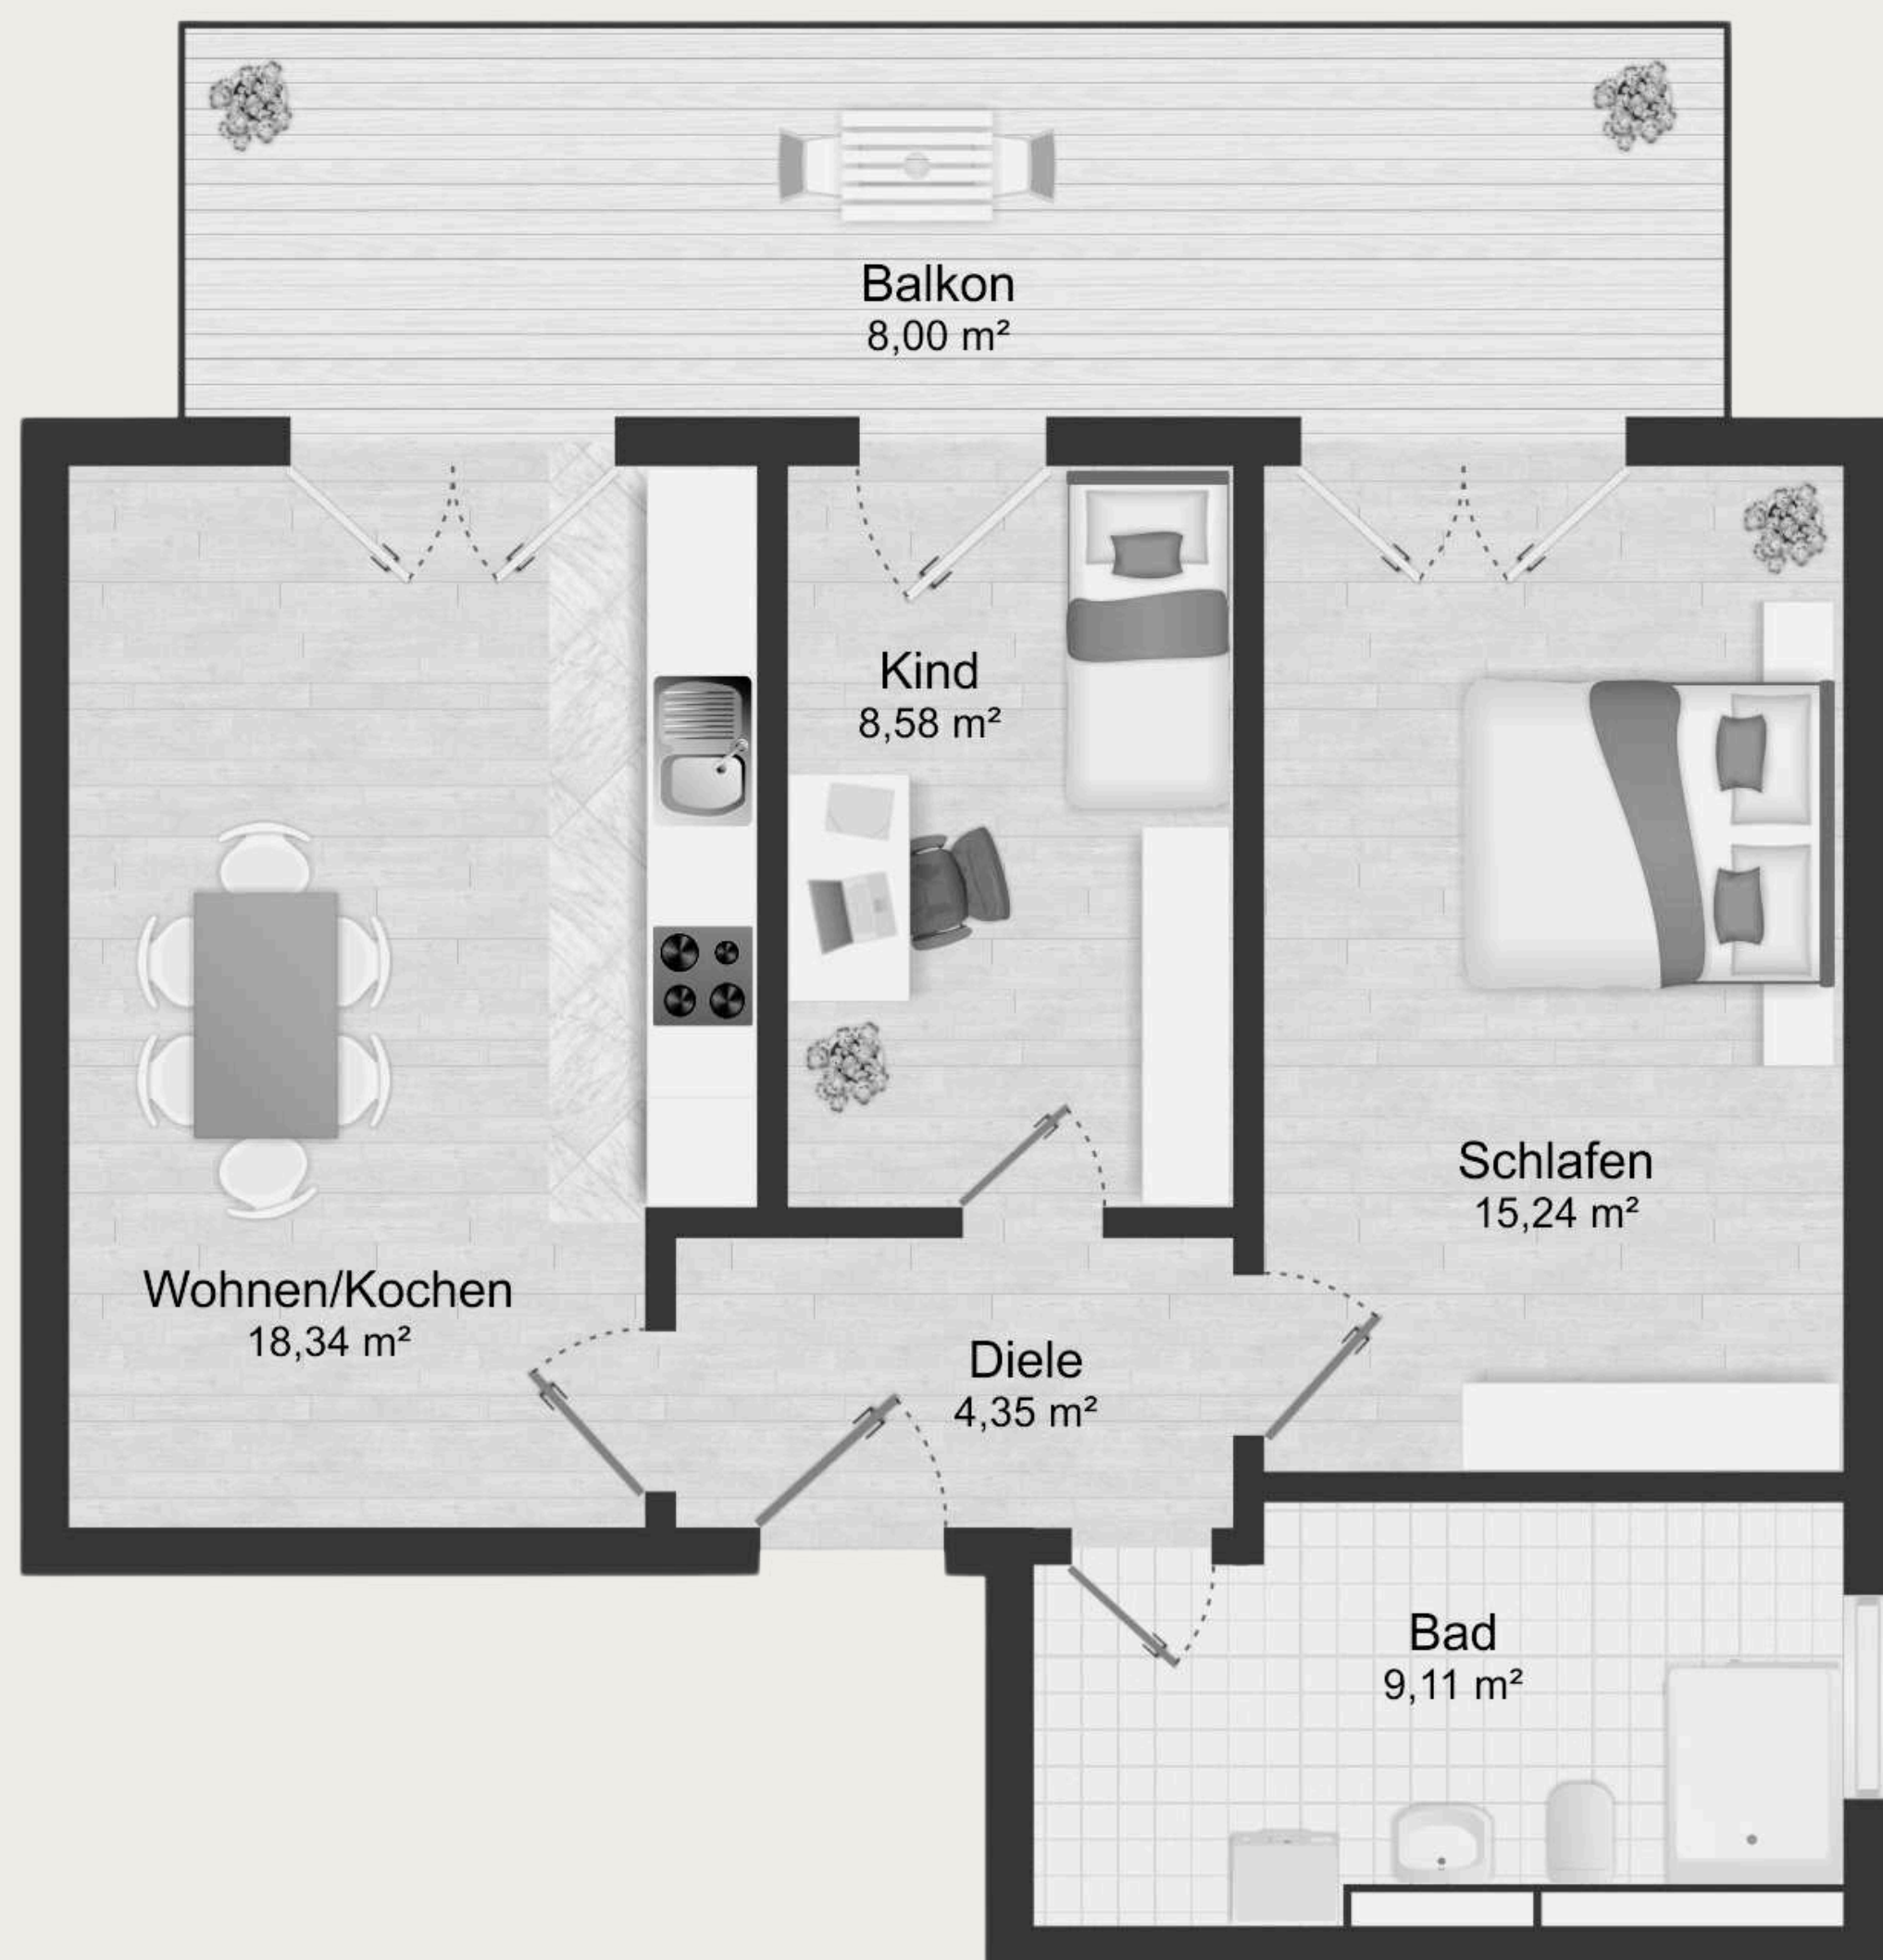 Balkon
8,00 m²
Kind
8,58 m²
Schlafen
15,24 m²
Wohnen/Kochen
18,34 m²
Diele
4,35 m²
Bad
9,11 m²